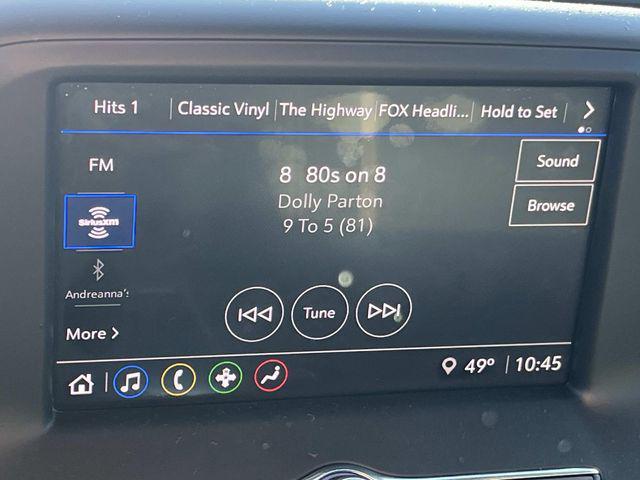 Hits 1 Classic Vinyl The Highway FOX Headli... Hold to Set >
FM
SiriusXM
Andreanna's
More >
8 80s on 8
Dolly Parton
9 To 5 (81)
Sound
Browse
Tune
49° 10:45